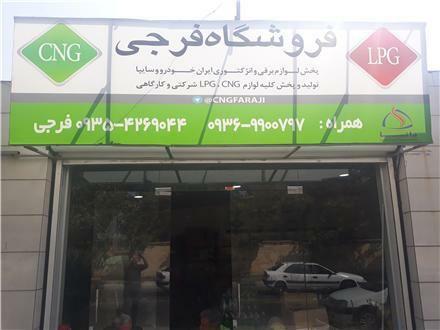 فروشگاه فرجی
CNG
LPG
پخش لوازم برقی و انژکتوری ایران خودرو و سایپا
تولید و پخش کلیه لوازم LPG ، CNG شرکتی و کارگاهی
@CNGFARAJI
همراه : ۰۹۳۶-۹۹۰۰۷۹۷ ۰۹۳۵-۴۲۶۹۰۴۴ فرجی